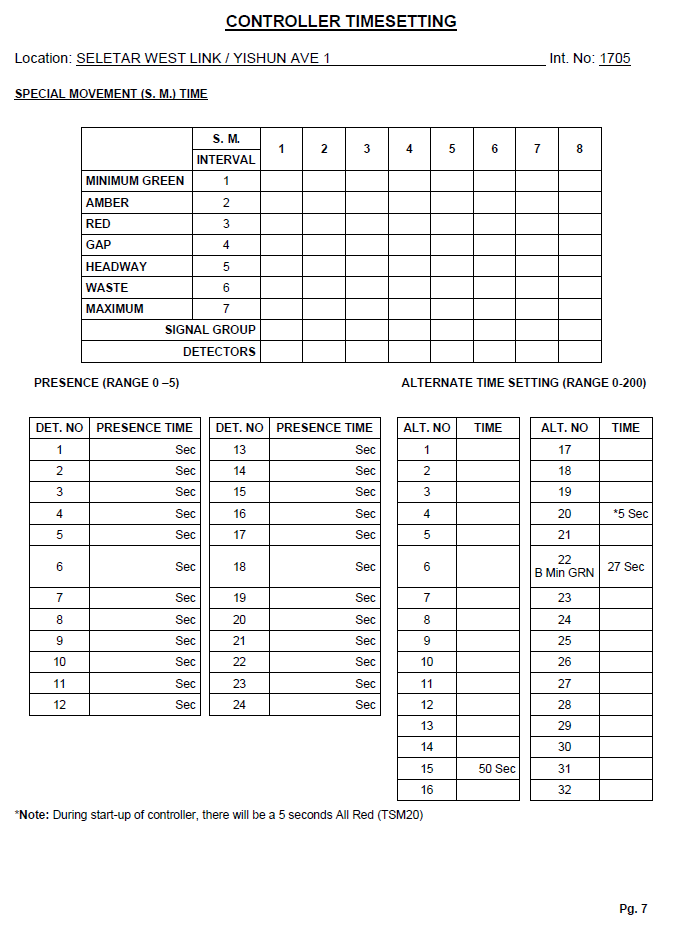 CONTROLLER TIMESETTING
Location: SELETAR WEST LINK / YISHUN AVE 1 Int. No: 1705
SPECIAL MOVEMENT (S. M.) TIME
S. M. 1 2 3 4 5 6 7 8
INTERVAL
MINIMUM GREEN 1
AMBER 2
RED 3
GAP 4
HEADWAY 5
WASTE 6
MAXIMUM 7
SIGNAL GROUP
DETECTORS
PRESENCE (RANGE 0 –5) ALTERNATE TIME SETTING (RANGE 0-200)
DET. NO PRESENCE TIME DET. NO PRESENCE TIME ALT. NO TIME ALT. NO TIME
1 Sec 13 Sec 1 17
2 Sec 14 Sec 2 18
3 Sec 15 Sec 3 19
4 Sec 16 Sec 4 20 *5 Sec
5 Sec 17 Sec 5 21
6 Sec 18 Sec 6 22 B Min GRN 27 Sec
7 Sec 19 Sec 7 23
8 Sec 20 Sec 8 24
9 Sec 21 Sec 9 25
10 Sec 22 Sec 10 26
11 Sec 23 Sec 11 27
12 Sec 24 Sec 12 28
13 29
14 30
15 50 Sec 31
16 32
*Note: During start-up of controller, there will be a 5 seconds All Red (TSM20)
Pg. 7